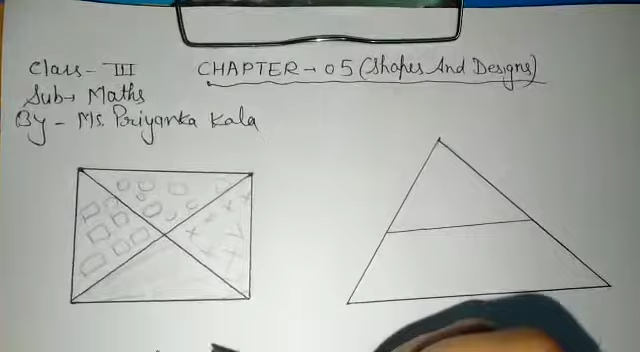 Class - III
CHAPTER → 05 (Shapes And Designs)
Sub → Maths
By - Ms. Priyanka Kala